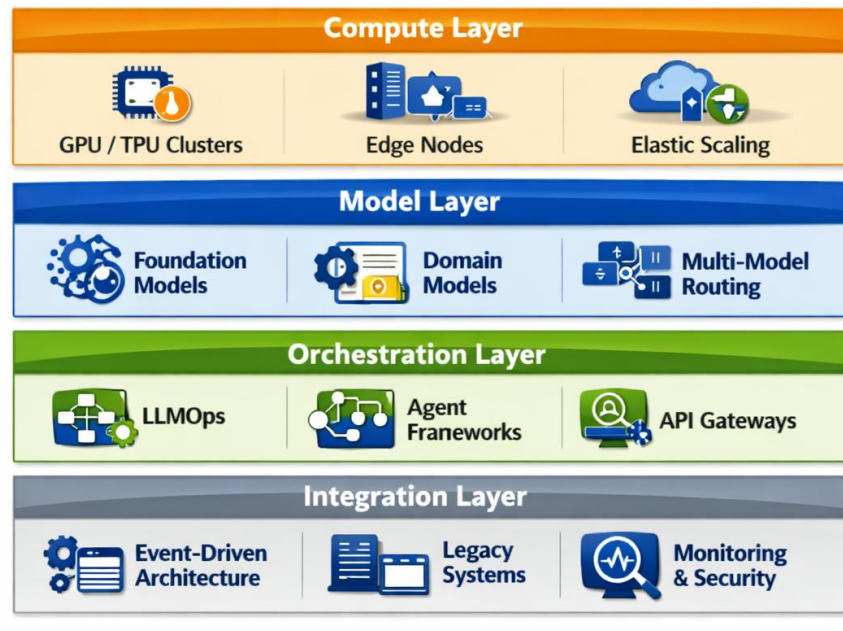 Compute Layer
GPU / TPU Clusters
Edge Nodes
Elastic Scaling
Model Layer
Foundation
Models
Domain
Models
Multi-Model
Routing
Orchestration Layer
LLMOps
Agent
Franeworks
API Gateways
Integration Layer
Event-Driven
Architecture
Legacy
Systems
Monitoring
& Security